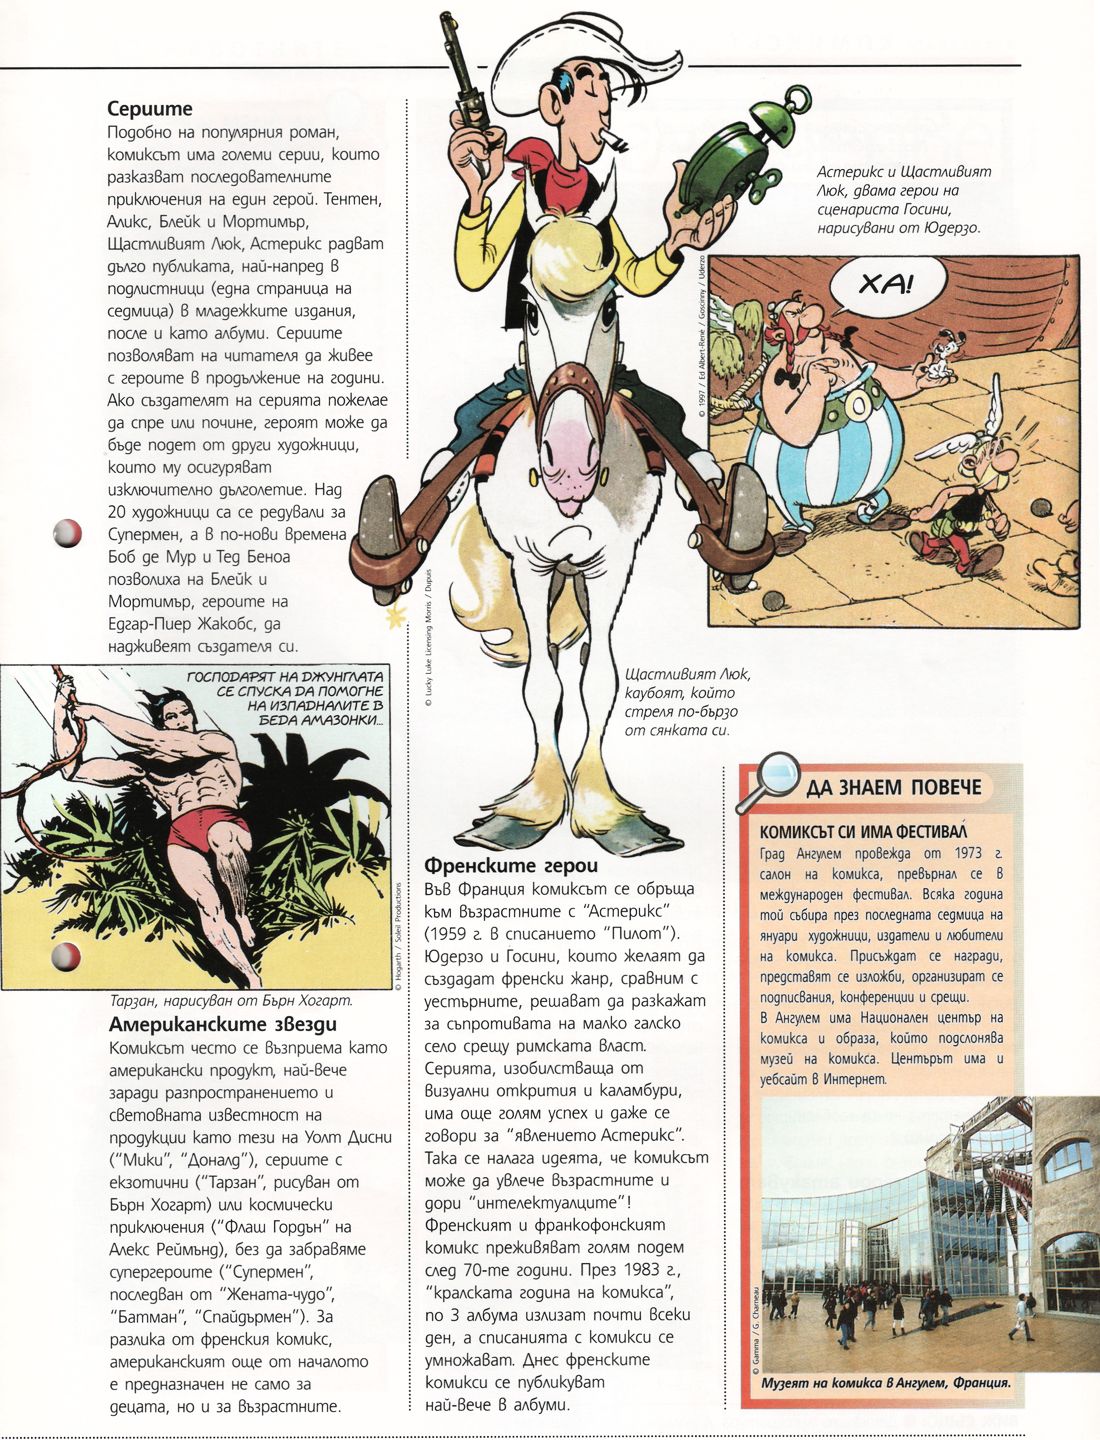 Сериите
Подобно на популярния роман,
комиксът има големи серии, които
разказват последователните
приключения на един герой. Тентен,
Аликс, Блейк и Мортимър,
Щастливият Люк, Астерикс радват
дълго публиката, най-напред в
подлистници (една страница на
седмица) в младежките издания,
после и като албуми. Сериите
позволяват на читателя да живее
с героите в продължение на години.
Ако създателят на серията пожелае
да спре или почине, героят може да
бъде подет от други художници,
които му осигуряват
изключително дълголетие. Над
20 художници са се редували за
Супермен, а в по-нови времена
Боб де Мур и Тед Беноа
позволиха на Блейк и
Мортимър, героите на
Едгар-Пиер Жакобс, да
надживеят създателя си.
ГОСПОДАРЯТ НА ДЖУНГЛАТА
СЕ СПУСКА ДА ПОМОГНЕ
НА ИЗПАДНАЛИТЕ В
БЕДА АМАЗОНКИ...
© Hogarth / Soleil Productions
Тарзан, нарисуван от Бърн Хогарт.
Американските звезди
Комиксът често се възприема като
американски продукт, най-вече
заради разпространението и
световната известност на
продукции като тези на Уолт Дисни
(“Мики”, “Доналд”), сериите с
екзотични (“Тарзан”, рисуван от
Бърн Хогарт) или космически
приключения (“Флаш Гордън” на
Алекс Реймънд), без да забравяме
супергероите (“Супермен”,
последван от “Жената-чудо”,
“Батман”, “Спайдърмен”). За
разлика от френския комикс,
американският още от началото
е предназначен не само за
децата, но и за възрастните.
© Lucky Luke Licensing Morris / Dupuis
Щастливият Люк,
каубоят, който
стреля по-бързо
от сянката си.
Френските герои
Във Франция комиксът се обръща
към възрастните с “Астерикс”
(1959 г. в списанието “Пилот”).
Юдерзо и Госини, които желаят да
създадат френски жанр, сравним с
уестърните, решават да разкажат
за съпротивата на малко галско
село срещу римската власт.
Серията, изобилстваща от
визуални открития и каламбури,
има още голям успех и даже се
говори за “явлението Астерикс”.
Така се налага идеята, че комиксът
може да увлече възрастните и
дори “интелектуалците”!
Френският и франкофонският
комикс преживяват голям подем
след 70-те години. През 1983 г.,
“кралската година на комикса”,
по 3 албума излизат почти всеки
ден, а списанията с комикси се
умножават. Днес френските
комикси се публикуват
най-вече в албуми.
Астерикс и Щастливият
Люк, двама герои на
сценариста Госини,
нарисувани от Юдерзо.
© 1997 / Ed Albert-René / Goscinny / Uderzo
ХА!
ДА ЗНАЕМ ПОВЕЧЕ
КОМИКСЪТ СИ ИМА ФЕСТИВАЛ
Град Ангулем провежда от 1973 г.
салон на комикса, превърнал се в
международен фестивал. Всяка година
той събира през последната седмица на
януари художници, издатели и любители
на комикса. Присъждат се награди,
представят се изложби, организират се
подписвания, конференции и срещи.
В Ангулем има Национален център на
комикса и образа, който подслонява
музей на комикса. Центърът има и
уебсайт в Интернет.
© Gamma / G. Charneau
Музеят на комикса в Ангулем, Франция.